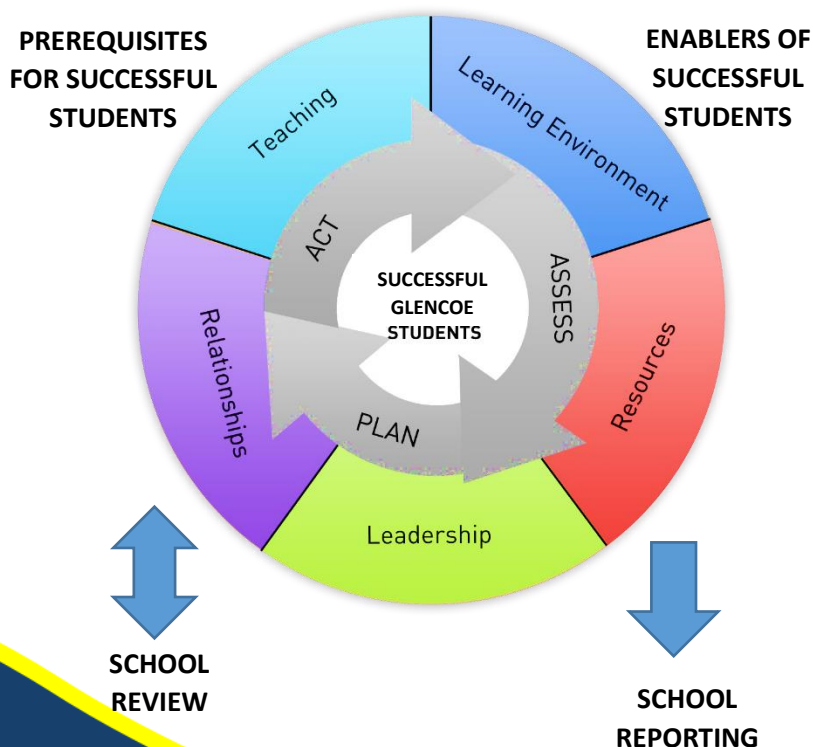 PREREQUISITES
FOR SUCCESSFUL
STUDENTS
ENABLERS OF
SUCCESSFUL
STUDENTS
Teaching
Learning Environment
Relationships
Resources
Leadership
ACT
ASSESS
PLAN
SUCCESSFUL
GLENCOE
STUDENTS
SCHOOL
REVIEW
SCHOOL
REPORTING